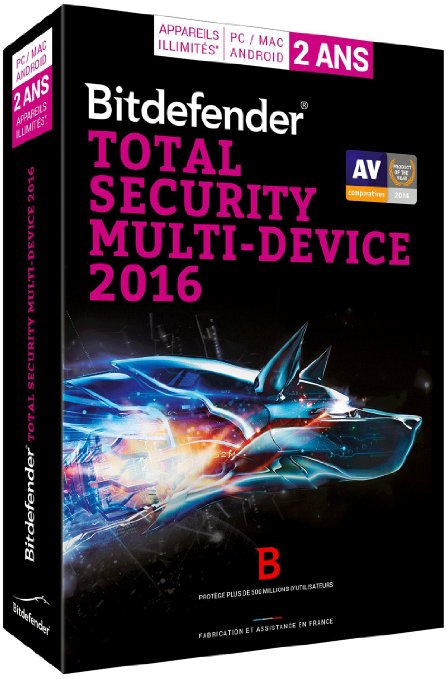 PC / MAC
ANDROID
2 ANS
APPAREILS
ILLIMITÉS*
Bitdefender® TOTAL SECURITY MULTI-DEVICE 2016
Bitdefender
APPAREILS
ILLIMITÉS*
PC / MAC
ANDROID
2 ANS
Bitdefender®
TOTAL
SECURITY
MULTI-DEVICE
2016
AV
comparatives
PRODUCT
OF THE
YEAR
2014
B
PROTÈGE PLUS DE 500 MILLIONS D'UTILISATEURS
FABRICATION ET ASSISTANCE EN FRANCE